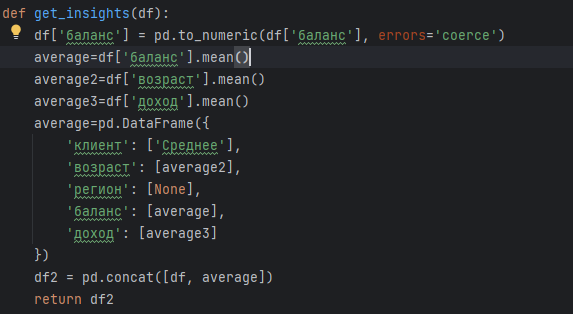 def get_insights(df):
    df['баланс'] = pd.to_numeric(df['баланс'], errors='coerce')
    average=df['баланс'].mean()
    average2=df['возраст'].mean()
    average3=df['доход'].mean()
    average=pd.DataFrame({
        'клиент': ['Среднее'],
        'возраст': [average2],
        'регион': [None],
        'баланс': [average],
        'доход': [average3]
    })
    df2 = pd.concat([df, average])
    return df2